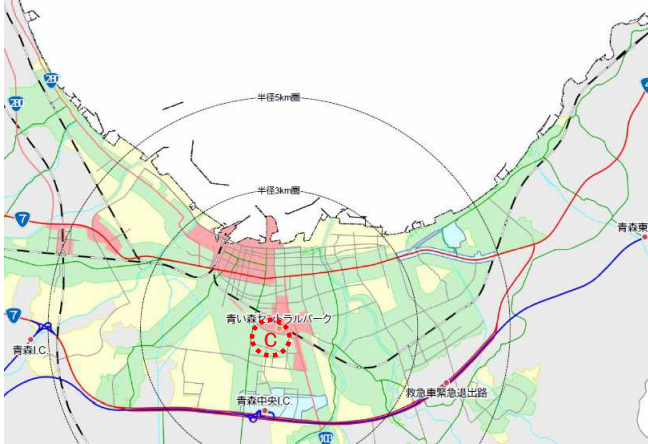 280
280
半径5km圏
4
半径3km圏
7
青森東
青い森セントラルパーク
C
7
青森I.C.
救急車緊急退出路
青森中央I.C.
103